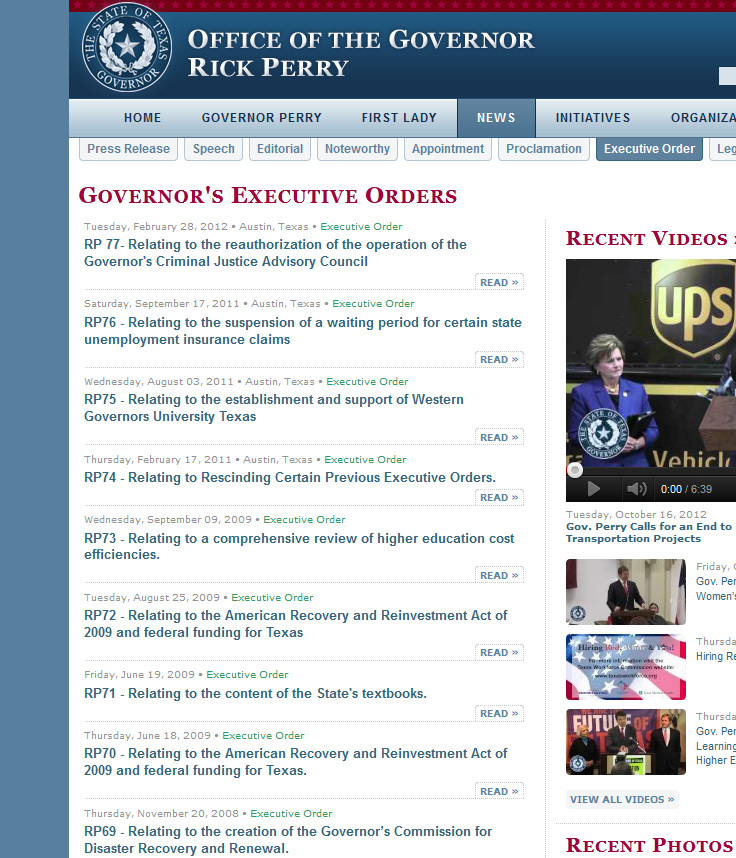 THE STATE OF TEXAS
GOVERNOR
OFFICE OF THE GOVERNOR
RICK PERRY
HOME GOVERNOR PERRY FIRST LADY NEWS INITIATIVES ORGANIZA
Press Release Speech Editorial Noteworthy Appointment Proclamation Executive Order Leg
GOVERNOR'S EXECUTIVE ORDERS
Tuesday, February 28, 2012 • Austin, Texas • Executive Order
RP 77- Relating to the reauthorization of the operation of the
Governor's Criminal Justice Advisory Council
READ »
Saturday, September 17, 2011 • Austin, Texas • Executive Order
RP76 - Relating to the suspension of a waiting period for certain state
unemployment insurance claims
READ »
Wednesday, August 03, 2011 • Austin, Texas • Executive Order
RP75 - Relating to the establishment and support of Western
Governors University Texas
READ »
Thursday, February 17, 2011 • Austin, Texas • Executive Order
RP74 - Relating to Rescinding Certain Previous Executive Orders.
READ »
Wednesday, September 09, 2009 • Executive Order
RP73 - Relating to a comprehensive review of higher education cost
efficiencies.
READ »
Tuesday, August 25, 2009 • Executive Order
RP72 - Relating to the American Recovery and Reinvestment Act of
2009 and federal funding for Texas
READ »
Friday, June 19, 2009 • Executive Order
RP71 - Relating to the content of the State's textbooks.
READ »
Thursday, June 18, 2009 • Executive Order
RP70 - Relating to the American Recovery and Reinvestment Act of
2009 and federal funding for Texas.
READ »
Thursday, November 20, 2008 • Executive Order
RP69 - Relating to the creation of the Governor's Commission for
Disaster Recovery and Renewal.
RECENT VIDEOS »
ups
THE STATE OF TEXAS
GOVERNOR
Vehicl
0:00 / 6:39
Tuesday, October 16, 2012
Gov. Perry Calls for an End to
Transportation Projects
Friday, O
Gov. Per
Women's
Hiring Red, White & You!
For more information visit the
Texas Workforce Commission website:
www.texasworkforce.org
Thursda
Hiring Re
FUTURE OF
Thursda
Gov. Per
Learning
Higher E
VIEW ALL VIDEOS »
RECENT PHOTOS